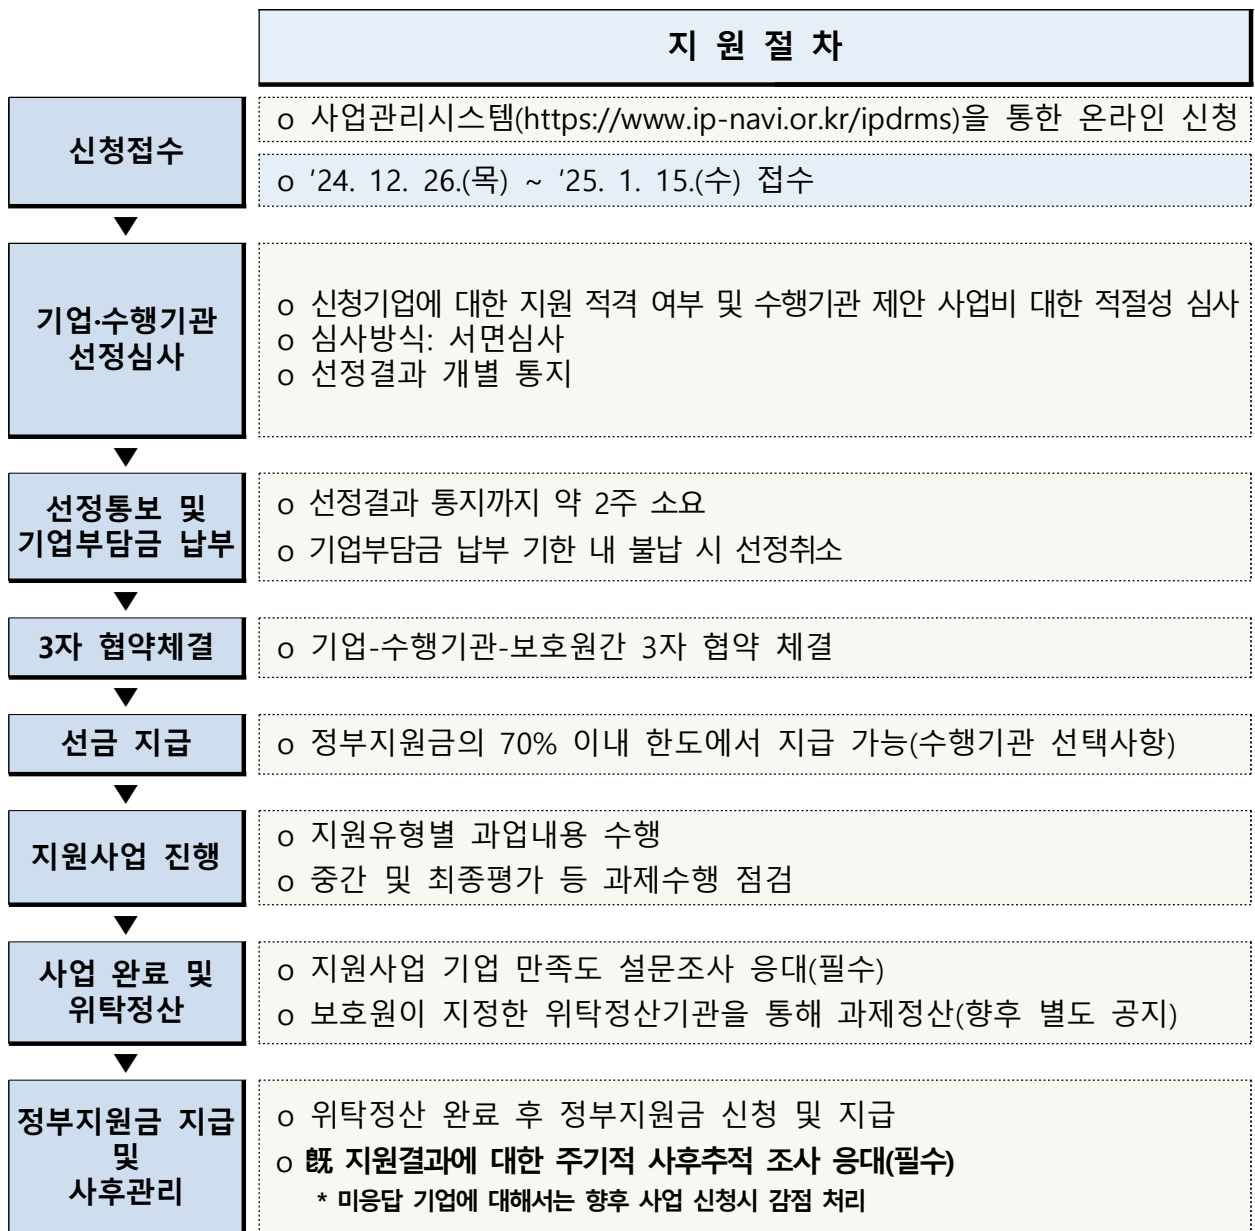 지 원 절 차
신청접수
o 사업관리시스템(https://www.ip-navi.or.kr/ipdrms)을 통한 온라인 신청
o '24. 12. 26.(목) ~ '25. 1. 15.(수) 접수
▼
기업·수행기관
선정심사
o 신청기업에 대한 지원 적격 여부 및 수행기관 제안 사업비 대한 적절성 심사
o 심사방식: 서면심사
o 선정결과 개별 통지
▼
선정통보 및
기업부담금 납부
o 선정결과 통지까지 약 2주 소요
o 기업부담금 납부 기한 내 불납 시 선정취소
▼
3자 협약체결
o 기업-수행기관-보호원간 3자 협약 체결
▼
선금 지급
o 정부지원금의 70% 이내 한도에서 지급 가능(수행기관 선택사항)
▼
지원사업 진행
o 지원유형별 과업내용 수행
o 중간 및 최종평가 등 과제수행 점검
▼
사업 완료 및
위탁정산
o 지원사업 기업 만족도 설문조사 응대(필수)
o 보호원이 지정한 위탁정산기관을 통해 과제정산(향후 별도 공지)
▼
정부지원금 지급
및
사후관리
o 위탁정산 완료 후 정부지원금 신청 및 지급
o 旣 지원결과에 대한 주기적 사후추적 조사 응대(필수)
* 미응답 기업에 대해서는 향후 사업 신청시 감점 처리